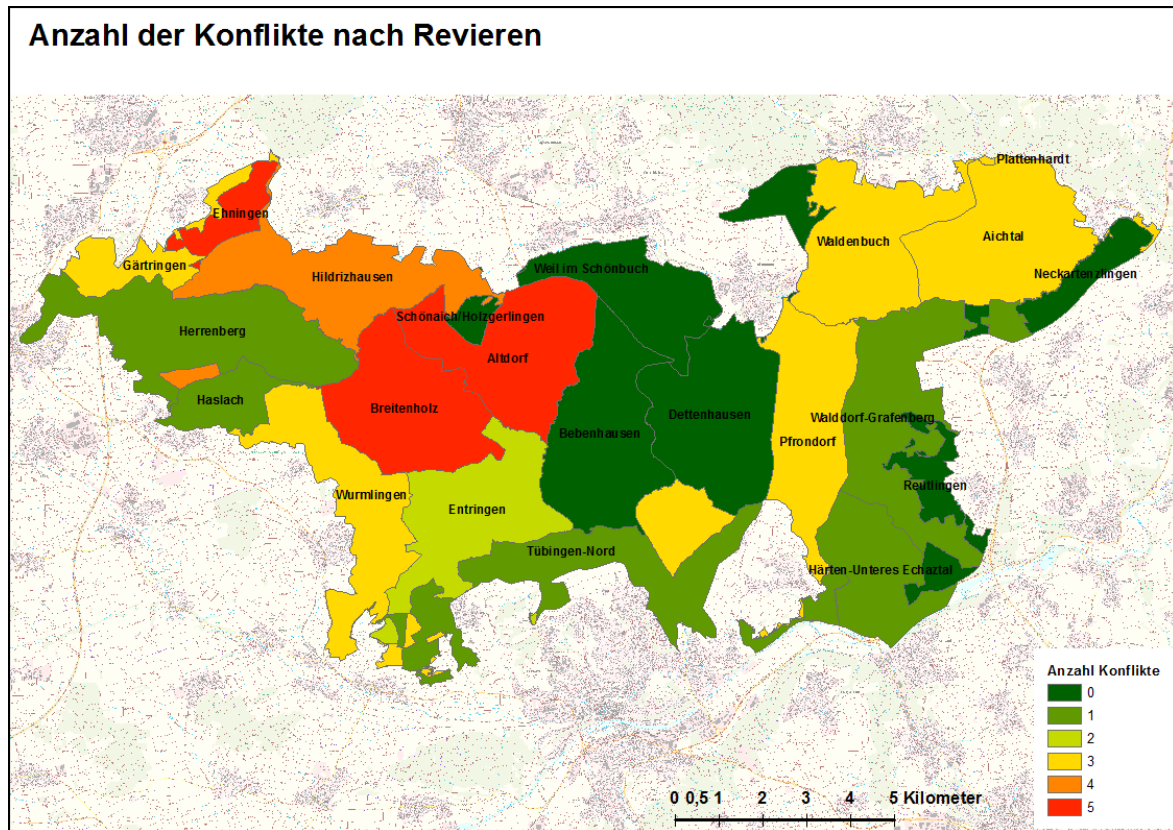 Anzahl der Konflikte nach Revieren
Plattenhardt
Ehningen
Waldenbuch
Aichtal
Gärtringen
Weil im Schönbuch
Neckartenzlingen
Hildrizhausen
Schönaich/Holzgerlingen
Herrenberg
Altdorf
Haslach
Breitenholz
Dettenhausen
Walddorf-Grafenberg
Bebenhausen
Pfrondorf
Reutlingen
Wurmlingen
Entringen
Tübingen-Nord
Härten-Unteres Echaztal
Anzahl Konflikte
0
1
2
3
4
5
0 0,5 1 2 3 4 5 Kilometer